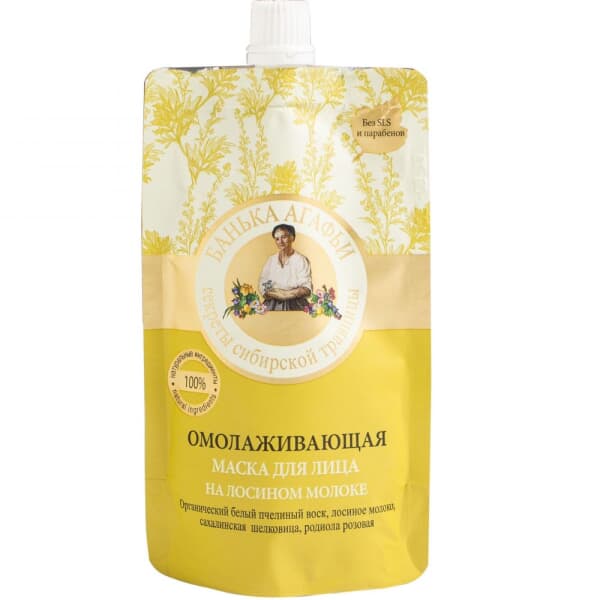 Без SLS
и парабенов
БАНЬКА АГАФЬИ
секреты сибирской травницы
натуральные ингредиенты
100%
natural ingredients
ОМОЛАЖИВАЮЩАЯ
МАСКА ДЛЯ ЛИЦА
НА ЛОСИНОМ МОЛОКЕ
Органический белый пчелиный воск, лосиное молоко,
сахалинская шелковица, родиола розовая